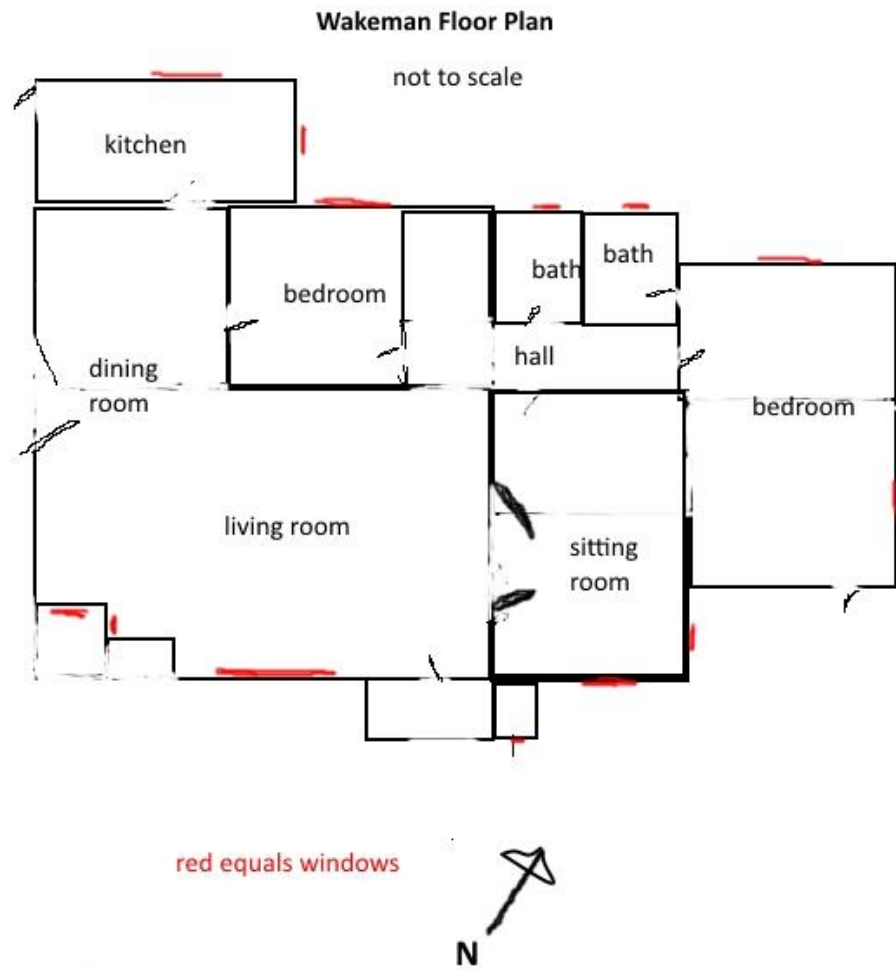 Wakeman Floor Plan
not to scale
kitchen
bath
bath
bedroom
hall
dining
room
bedroom
living room
sitting
room
red equals windows
N